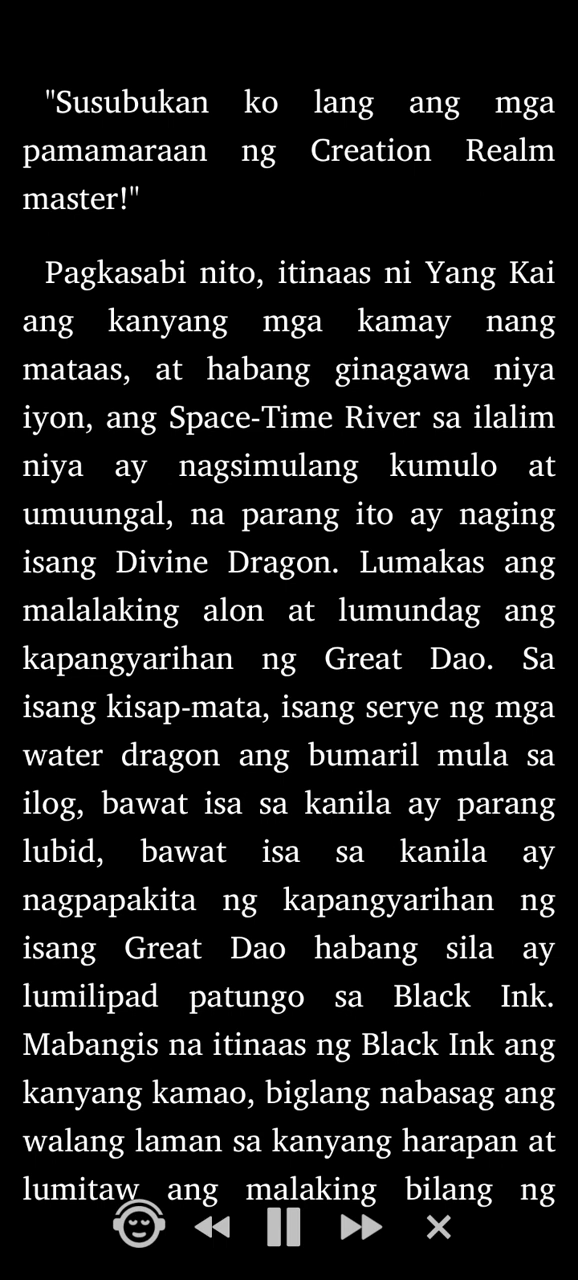 "Susubukan ko lang ang mga
pamamaraan ng Creation Realm
master!"
Pagkasabi nito, itinaas ni Yang Kai
ang kanyang mga kamay nang
mataas, at habang ginagawa niya
iyon, ang Space-Time River sa ilalim
niya ay nagsimulang kumulo at
umuungal, na parang ito ay naging
isang Divine Dragon. Lumakas ang
malalaking alon at lumundag ang
kapangyarihan ng Great Dao. Sa
isang kisap-mata, isang serye ng mga
water dragon ang bumaril mula sa
ilog, bawat isa sa kanila ay parang
lubid, bawat isa sa kanila ay
nagpapakita ng kapangyarihan ng
isang Great Dao habang sila ay
lumilipad patungo sa Black Ink.
Mabangis na itinaas ng Black Ink ang
kanyang kamao, biglang nabasag ang
walang laman sa kanyang harapan at
lumitaw ang malaking bilang ng